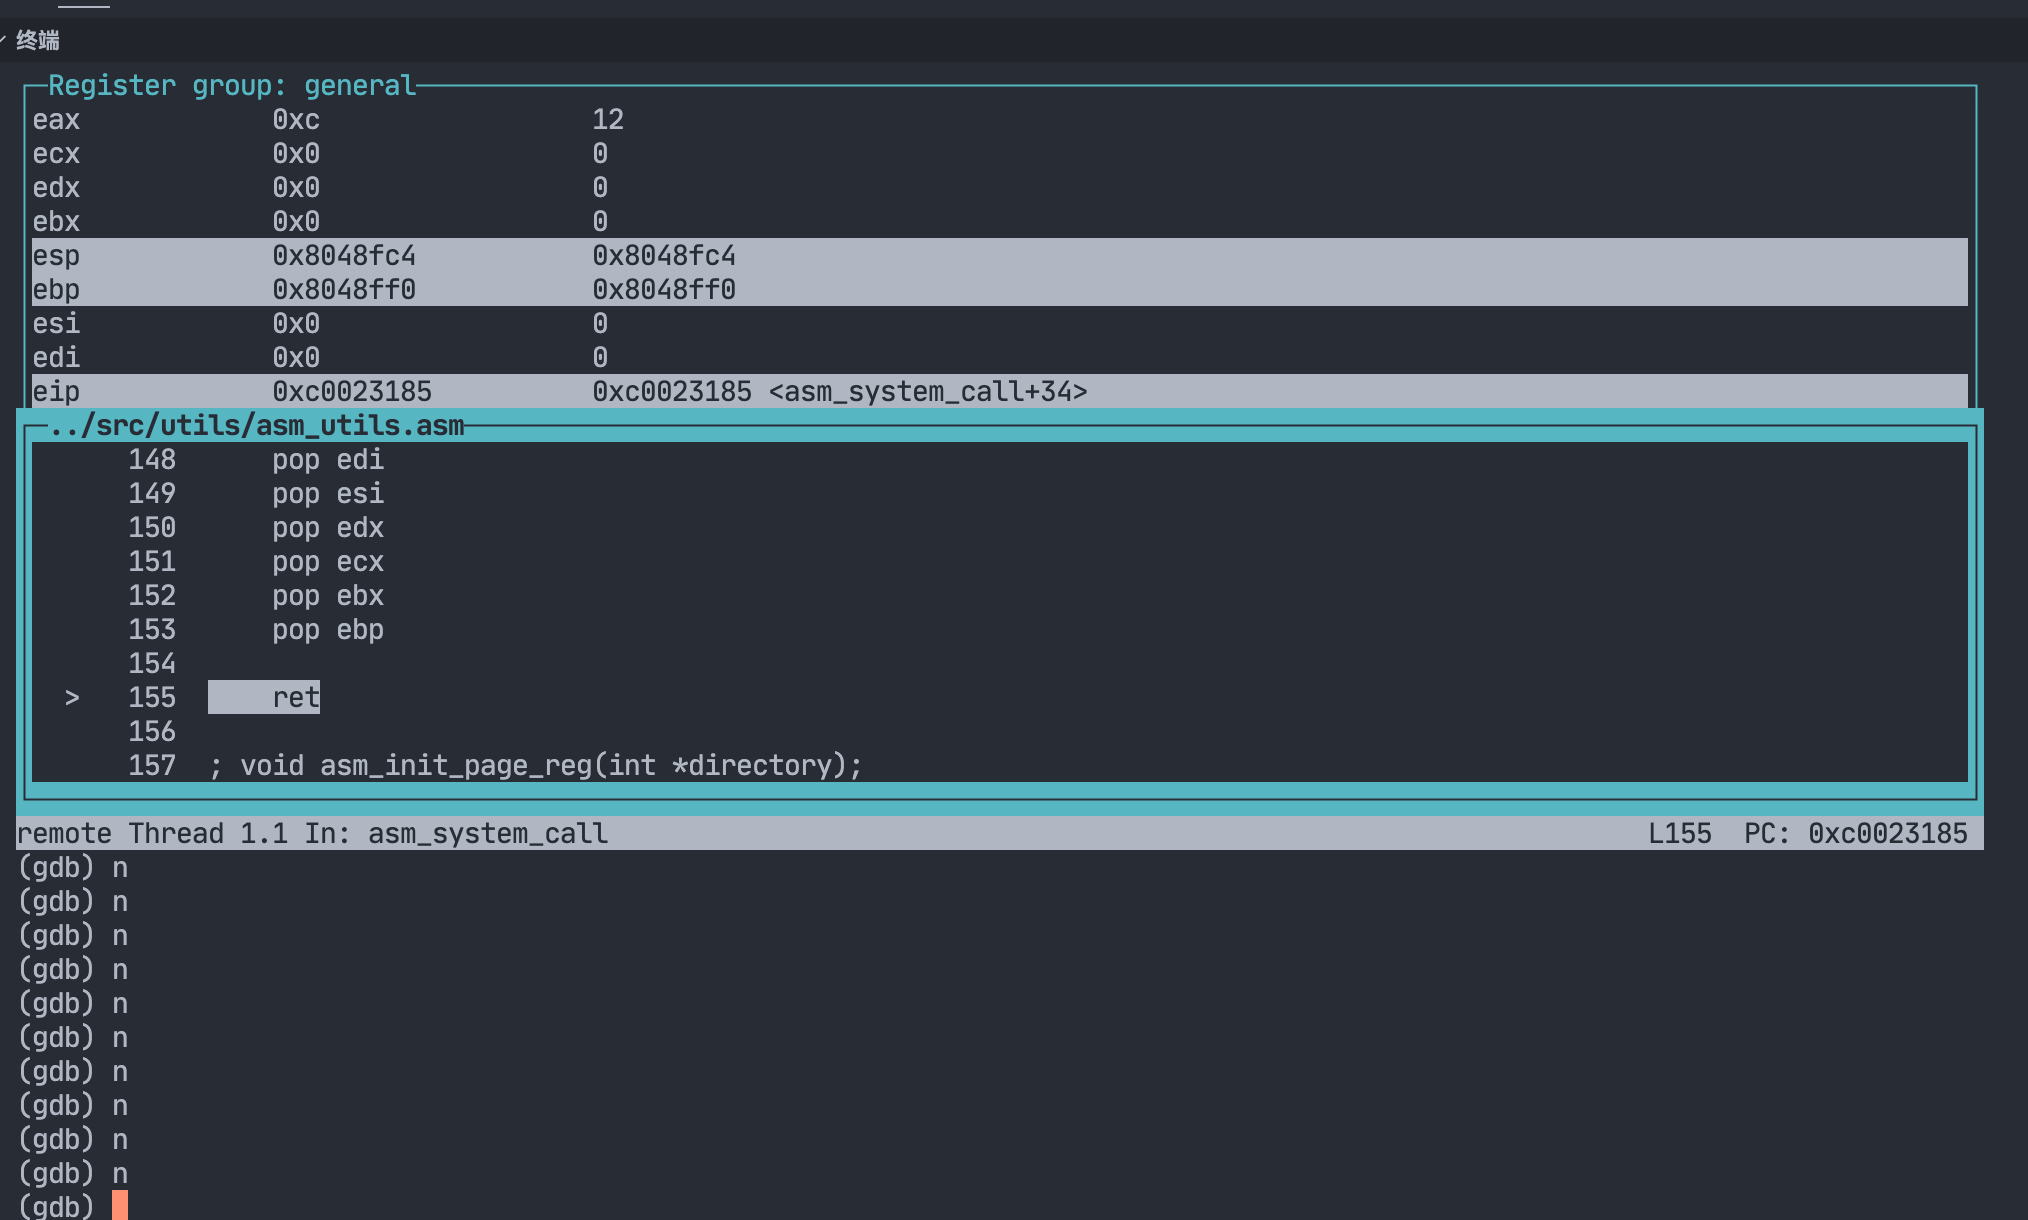 终端
Register group: general
eax 0xc 12
ecx 0x0 0
edx 0x0 0
ebx 0x0 0
esp 0x8048fc4 0x8048fc4
ebp 0x8048ff0 0x8048ff0
esi 0x0 0
edi 0x0 0
eip 0xc0023185 0xc0023185 <asm_system_call+34>
../src/utils/asm_utils.asm
148 pop edi
149 pop esi
150 pop edx
151 pop ecx
152 pop ebx
153 pop ebp
154
> 155 ret
156
157 ; void asm_init_page_reg(int *directory);
remote Thread 1.1 In: asm_system_call L155 PC: 0xc0023185
(gdb) n
(gdb) n
(gdb) n
(gdb) n
(gdb) n
(gdb) n
(gdb) n
(gdb) n
(gdb) n
(gdb) n
(gdb)